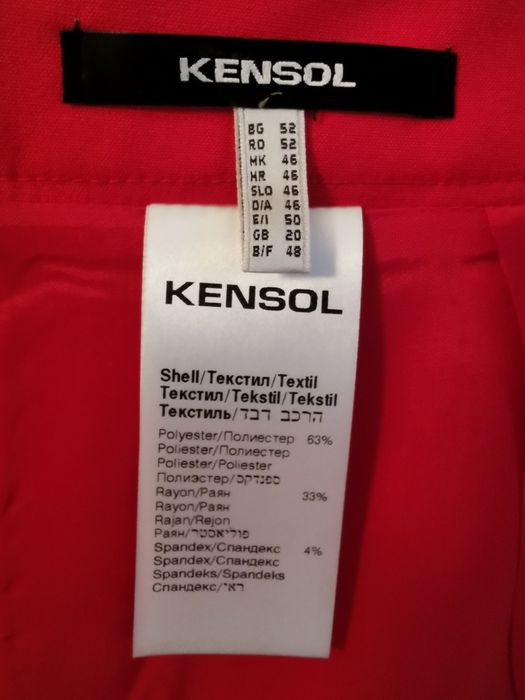 KENSOL
BG 52
RO 52
MK 46
HR 46
SLO 46
D/A 46
E/I 50
GB 20
B/F 48
KENSOL
Shell/Текстил/Textil
Текстил/Tekstil/Tekstil
Текстиль/הרכב דבד
Polyester/Полиестер 63%
Poliester/Полиестер
Poliester/Poliester
Полиэстер/ספנדקס
Rayon/Раян 33%
Rayon/Раян
Rajan/Rejon
Раян/פוליאסטר
Spandex/Спандекс 4%
Spandex/Спандекс
Spandeks/Spandeks
Спандекс/ראי